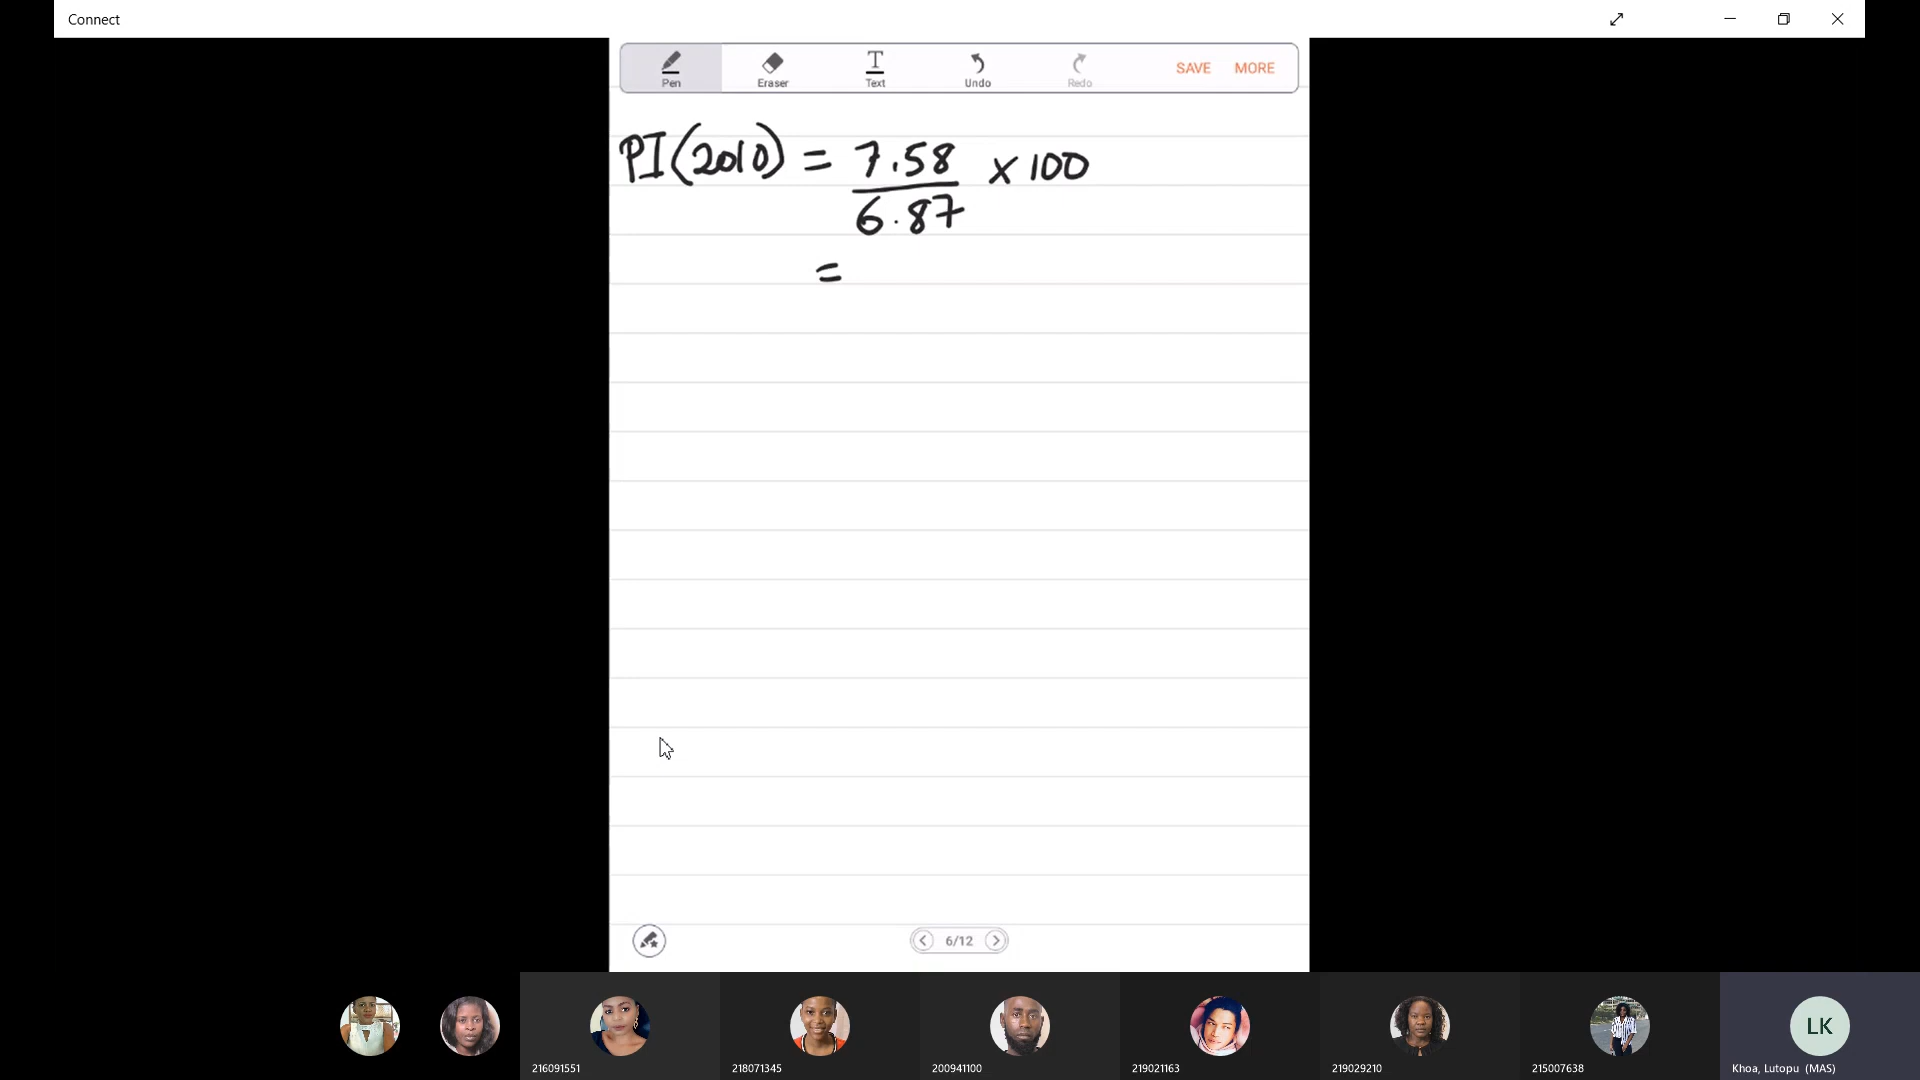 Connect
Pen Eraser Text Undo Redo SAVE MORE
PI(2010) = 7.58 x 100
6.87
=
6/12
216091551 218071345 200941100 219021163 219029210 215007638 Khoa, Lutopu (MAS)
LK